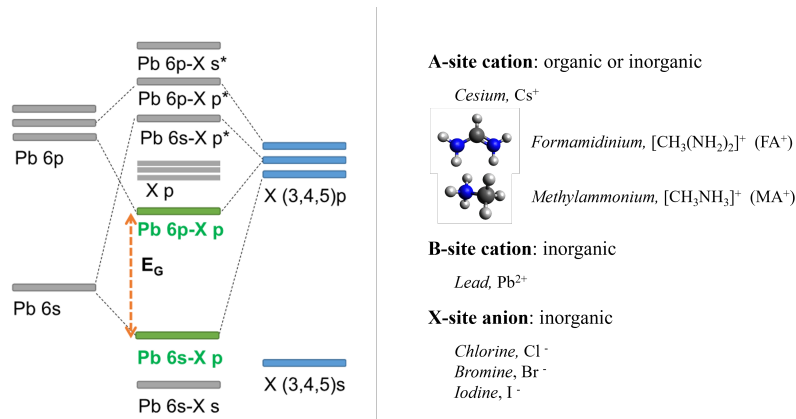 Pb 6p-X s*
Pb 6p-X p*
Pb 6s-X p*
Pb 6p
X p
X (3,4,5)p
Pb 6p-X p
E_G
Pb 6s
Pb 6s-X p
X (3,4,5)s
Pb 6s-X s
A-site cation: organic or inorganic
Cesium, Cs⁺
Formamidinium, [CH₃(NH₂)₂]⁺ (FA⁺)
Methylammonium, [CH₃NH₃]⁺ (MA⁺)
B-site cation: inorganic
Lead, Pb²⁺
X-site anion: inorganic
Chlorine, Cl ⁻
Bromine, Br ⁻
Iodine, I ⁻